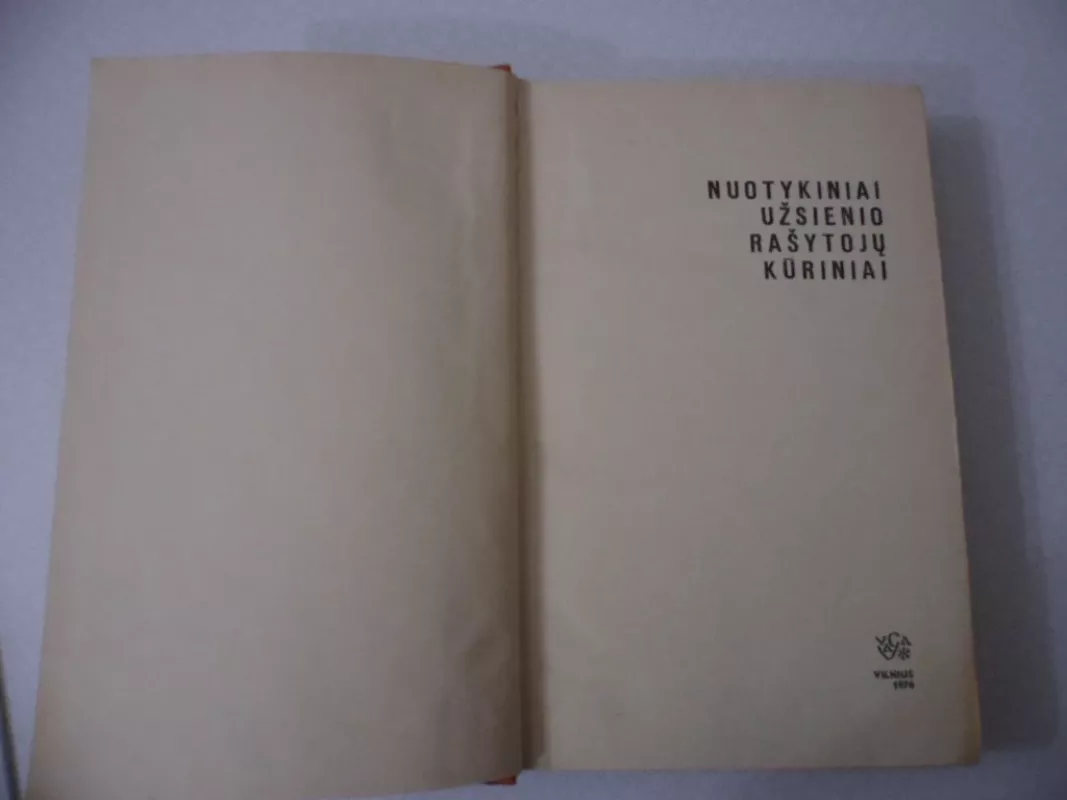 NUOTYKINIAI
UŽSIENIO
RAŠYTOJŲ
KŪRINIAI
VILNIUS